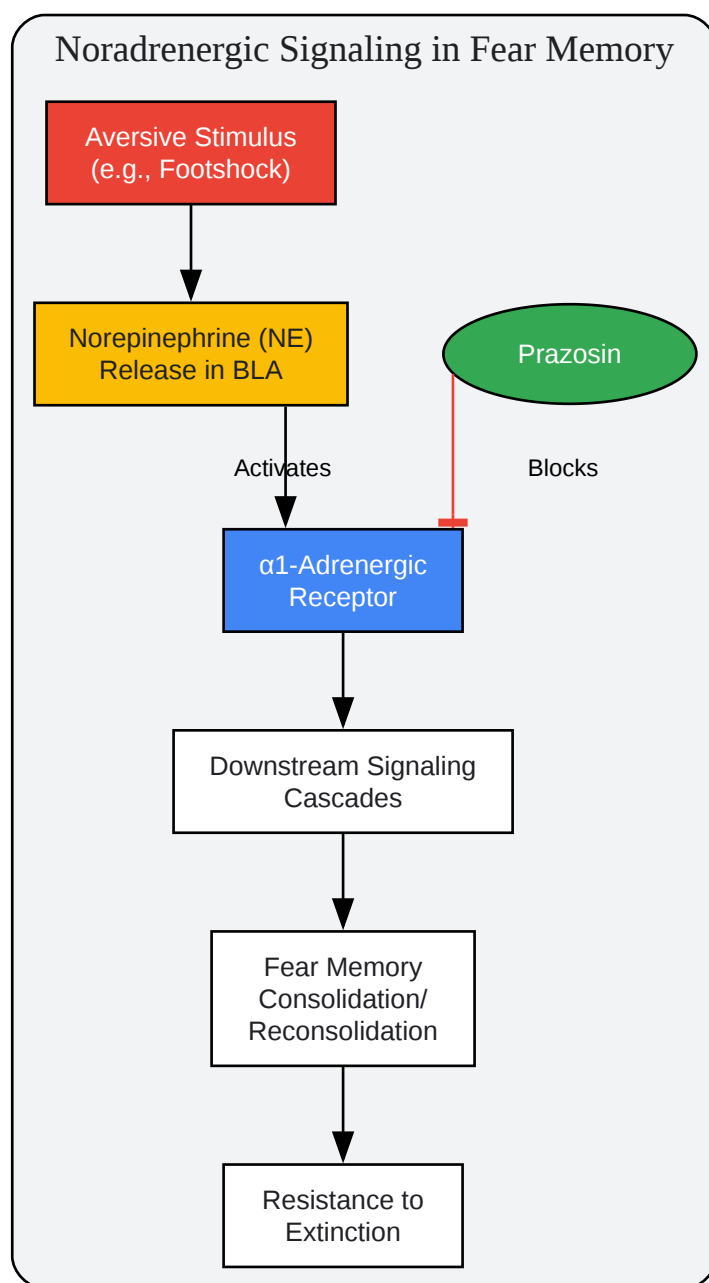 Noradrenergic Signaling in Fear Memory
Aversive Stimulus
(e.g., Footshock)
Norepinephrine (NE)
Release in BLA
Prazosin
Activates
Blocks
α1-Adrenergic
Receptor
Downstream Signaling
Cascades
Fear Memory
Consolidation/
Reconsolidation
Resistance to
Extinction